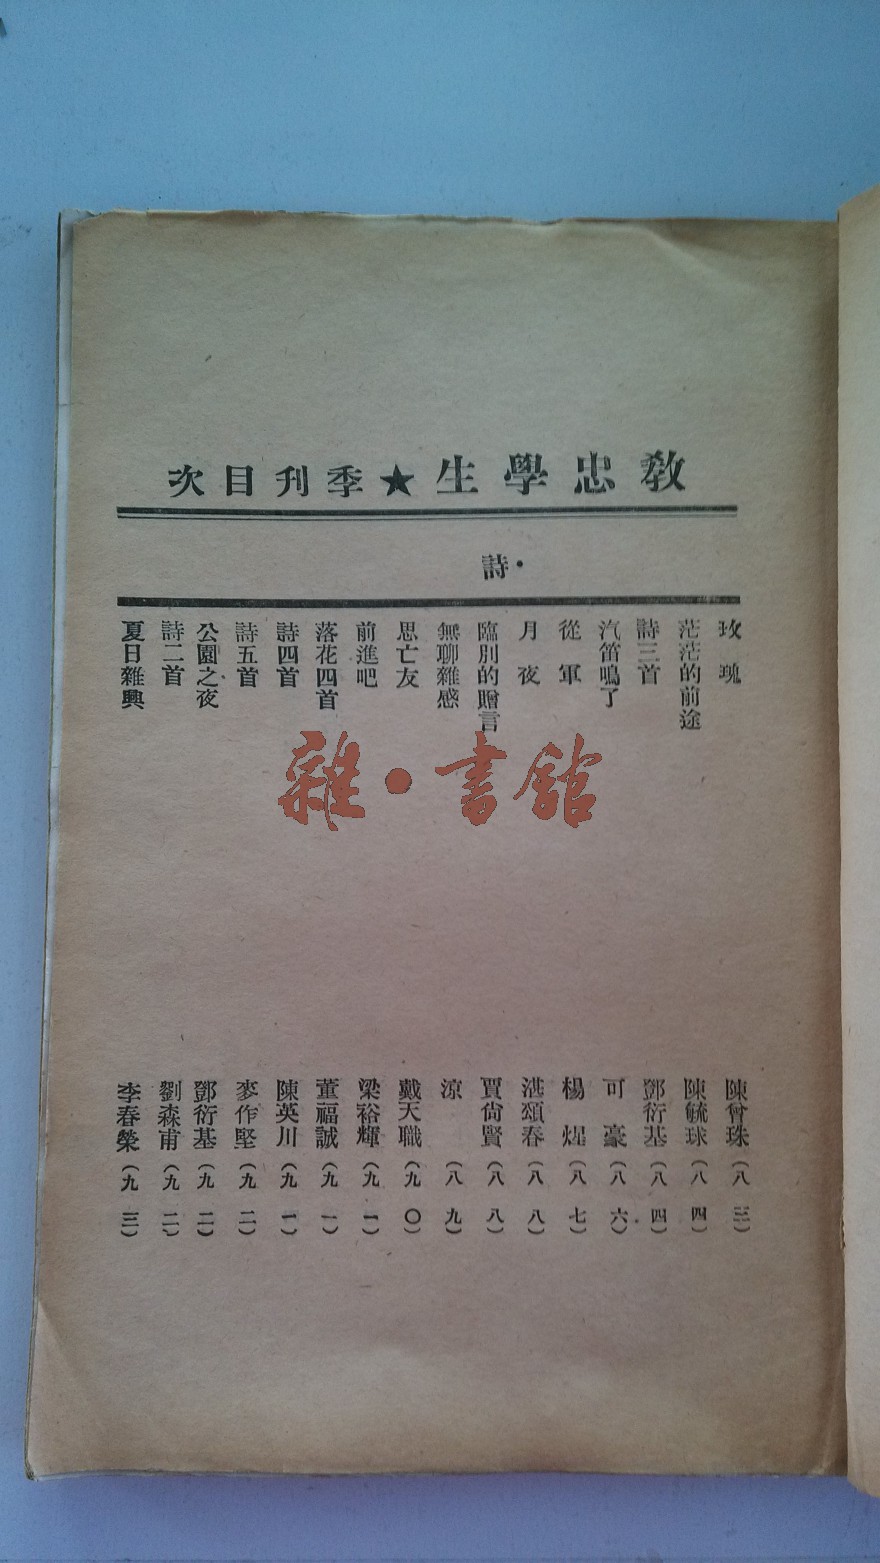 教忠學生★季刊目次
·詩
玫瑰 陳曾珠(八三)
茫茫的前途 陳毓球(八四)
詩三首 鄧衍基(八四)
汽笛鳴了 可豪(八六)
從軍 楊煋(八七)
月夜 湛頌春(八八)
臨別的贈言 賈尙賢(八八)
無聊雜感 涼(八九)
思亡友 戴天職(九〇)
前進吧 梁裕輝(九一)
落花四首 董福誠(九一)
詩四首 陳英川(九一)
詩五首 麥作堅(九二)
公園之夜 鄧衍基(九二)
詩二首 劉森甫(九二)
夏日雜興 李春榮(九三)
雜·書館